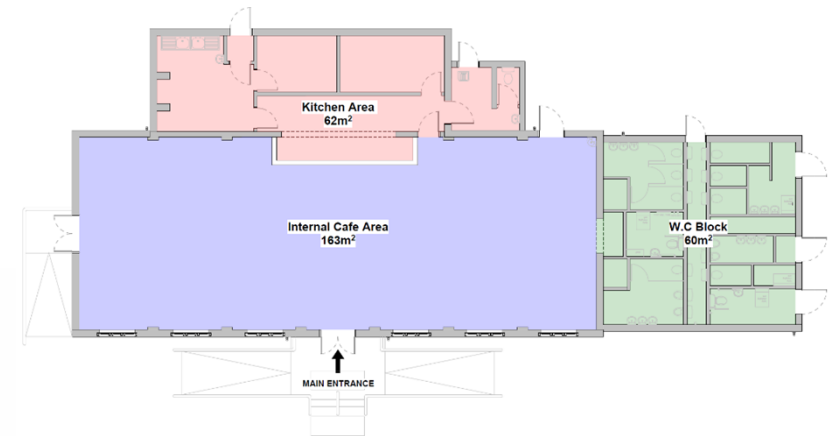 Kitchen Area
62m²
Internal Cafe Area
163m²
W.C Block
60m²
MAIN ENTRANCE